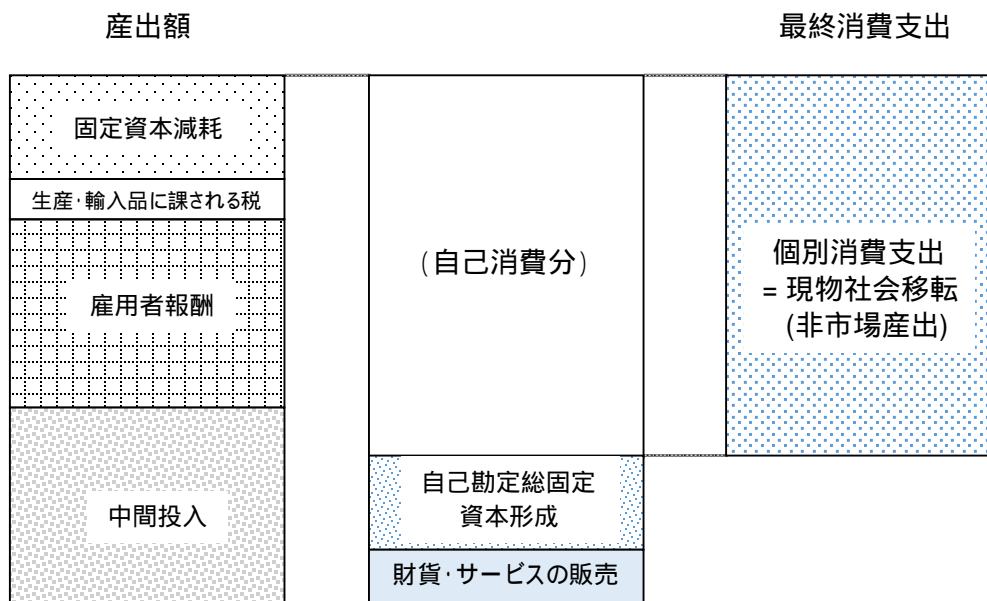 産出額
最終消費支出
固定資本減耗
生産・輸入品に課される税
雇用者報酬
中間投入
(自己消費分)
自己勘定総固定
資本形成
財貨・サービスの販売
個別消費支出
= 現物社会移転
(非市場産出)